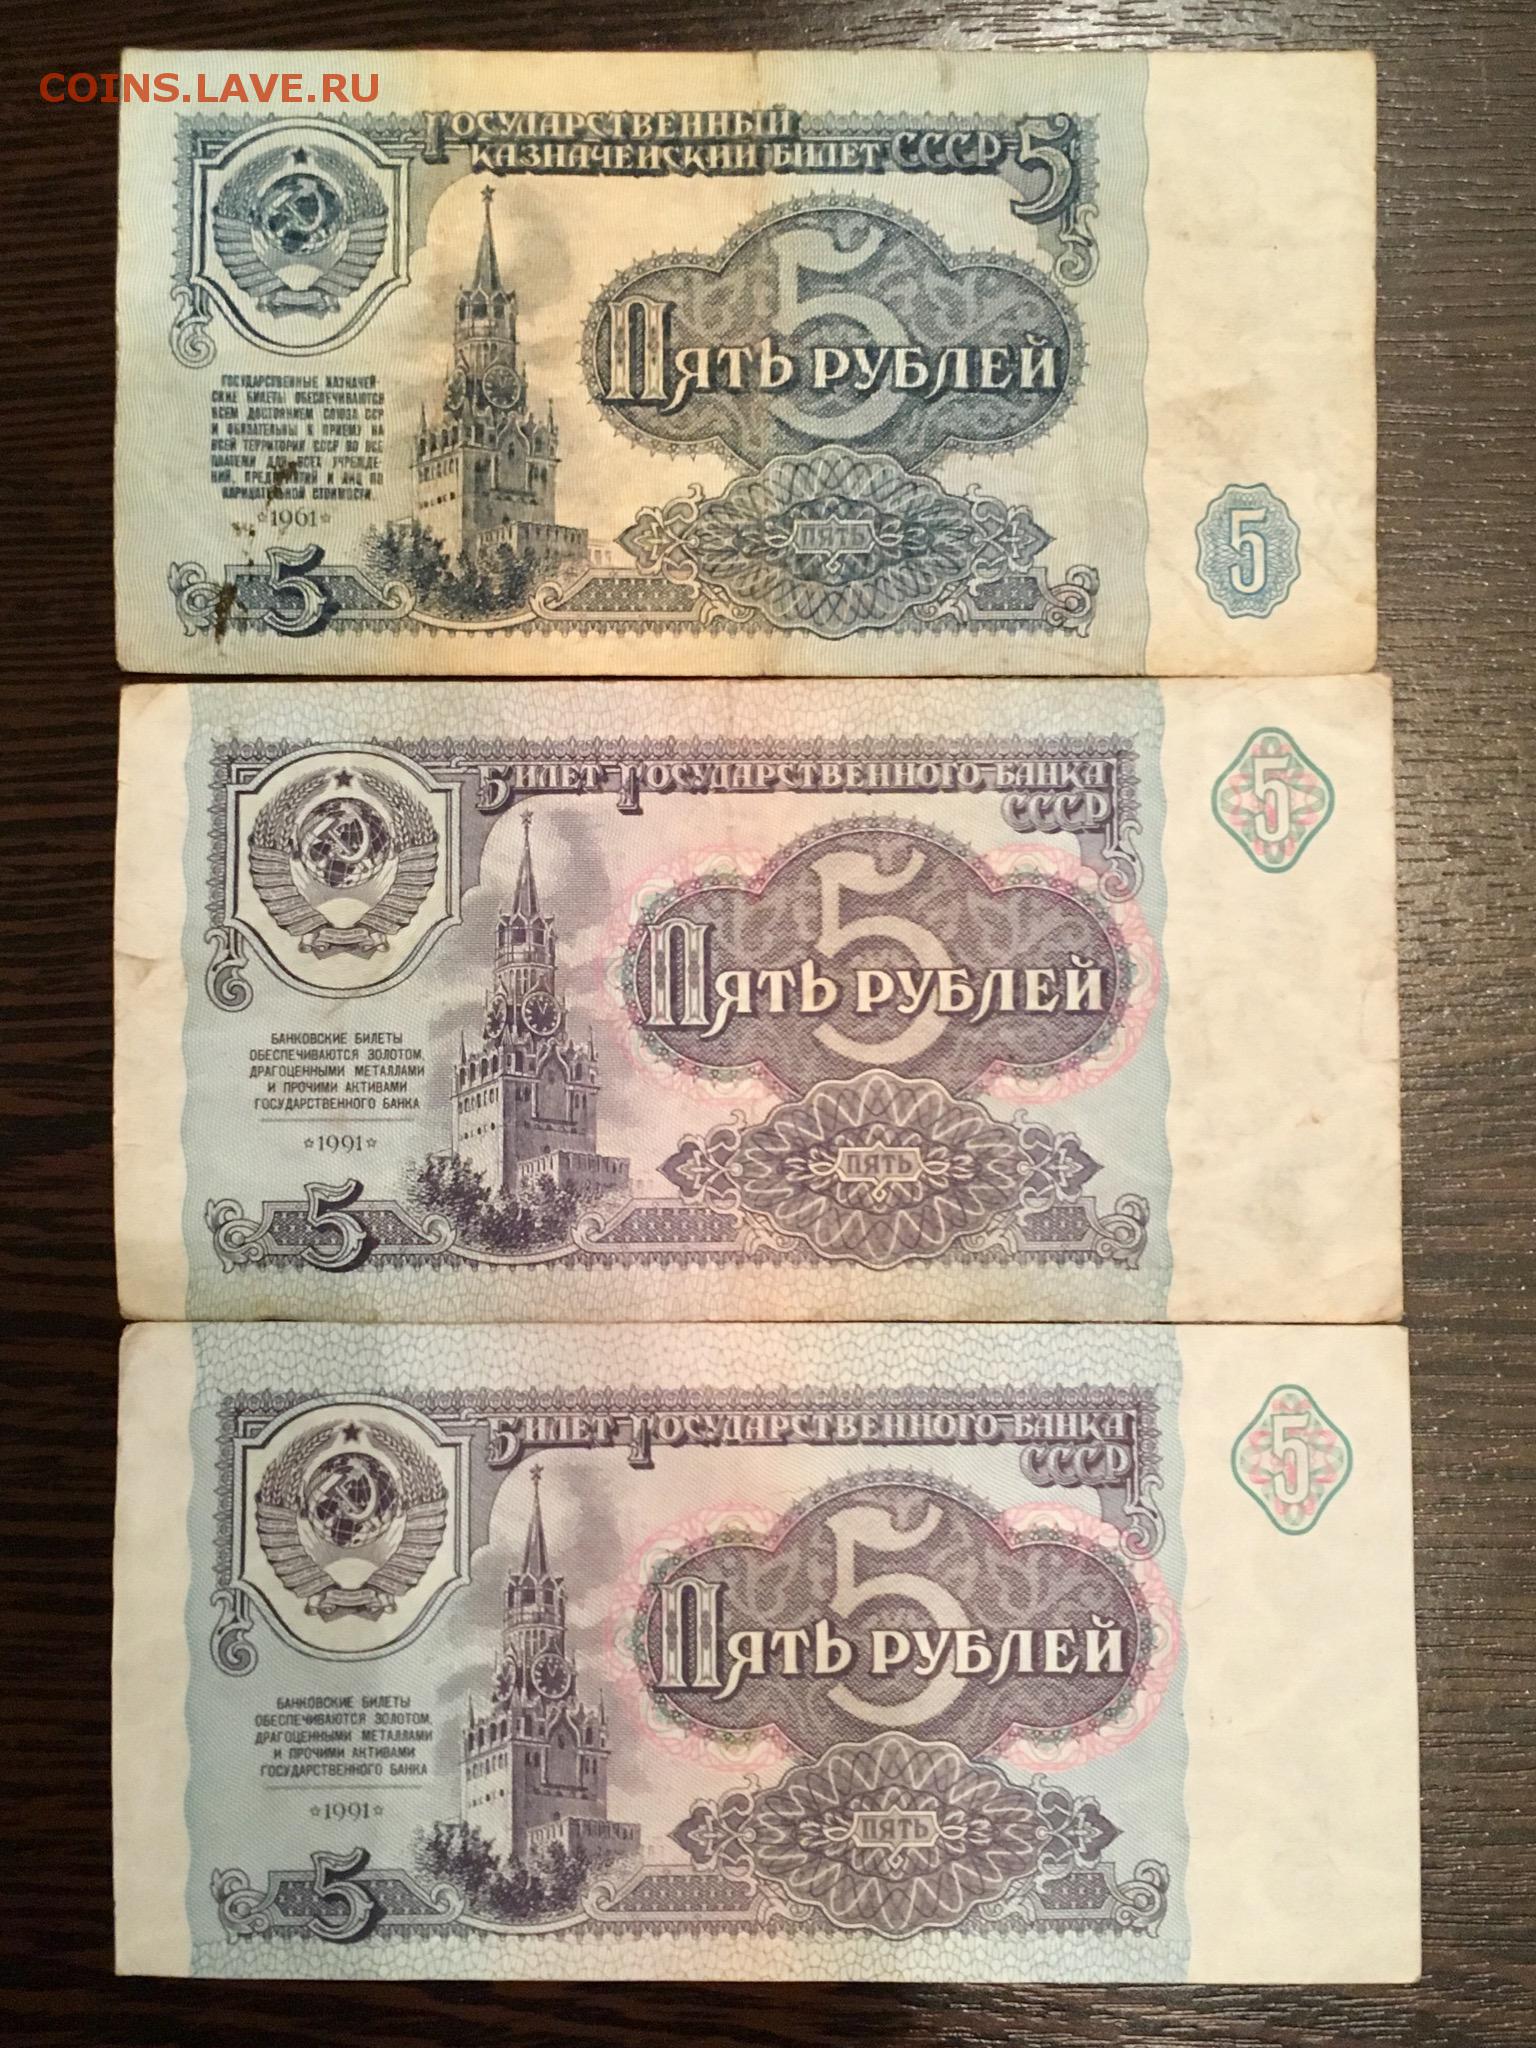 COINS.LAVE.RU
ГОСУДАРСТВЕННЫЙ
КАЗНАЧЕЙСКИЙ БИЛЕТ СССР 5
5
ПЯТЬ РУБЛЕЙ
ГОСУДАРСТВЕННЫЕ КАЗНАЧЕЙ-
СКИЕ БИЛЕТЫ ОБЕСПЕЧИВАЮТСЯ
ВСЕМ ДОСТОЯНИЕМ СОЮЗА ССР
И ОБЯЗАТЕЛЬНЫ К ПРИЕМУ НА
ВСЕЙ ТЕРРИТОРИИ СССР ВО ВСЕ
ПЛАТЕЖИ ДЛЯ ВСЕХ УЧРЕЖДЕ-
НИЙ, ПРЕДПРИЯТИЙ И ЛИЦ ПО
НАРИЦАТЕЛЬНОЙ СТОИМОСТИ.
1961
ПЯТЬ
5
5
БИЛЕТ ГОСУДАРСТВЕННОГО БАНКА
СССР
5
5
ПЯТЬ РУБЛЕЙ
БАНКОВСКИЕ БИЛЕТЫ
ОБЕСПЕЧИВАЮТСЯ ЗОЛОТОМ,
ДРАГОЦЕННЫМИ МЕТАЛЛАМИ
И ПРОЧИМИ АКТИВАМИ
ГОСУДАРСТВЕННОГО БАНКА
1991
ПЯТЬ
5
БИЛЕТ ГОСУДАРСТВЕННОГО БАНКА
СССР
5
5
ПЯТЬ РУБЛЕЙ
БАНКОВСКИЕ БИЛЕТЫ
ОБЕСПЕЧИВАЮТСЯ ЗОЛОТОМ,
ДРАГОЦЕННЫМИ МЕТАЛЛАМИ
И ПРОЧИМИ АКТИВАМИ
ГОСУДАРСТВЕННОГО БАНКА
1991
ПЯТЬ
5